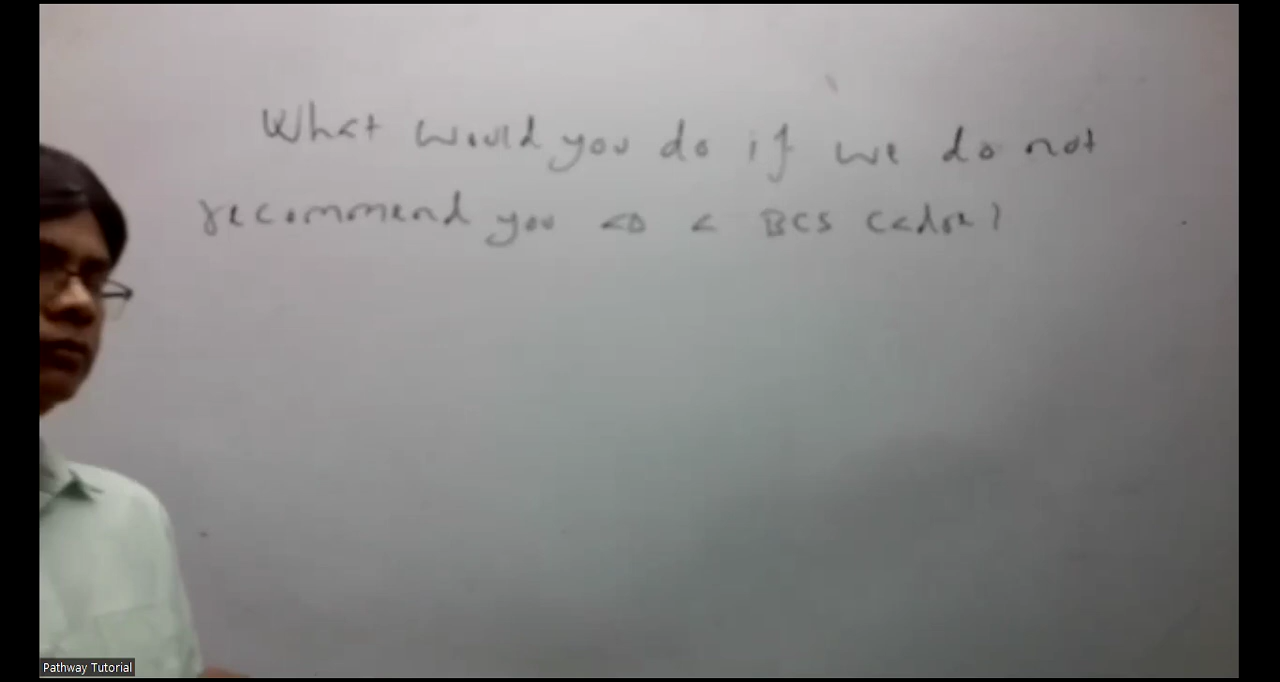 What would you do if we do not
recommend you as a BCS Cadre?
Pathway Tutorial